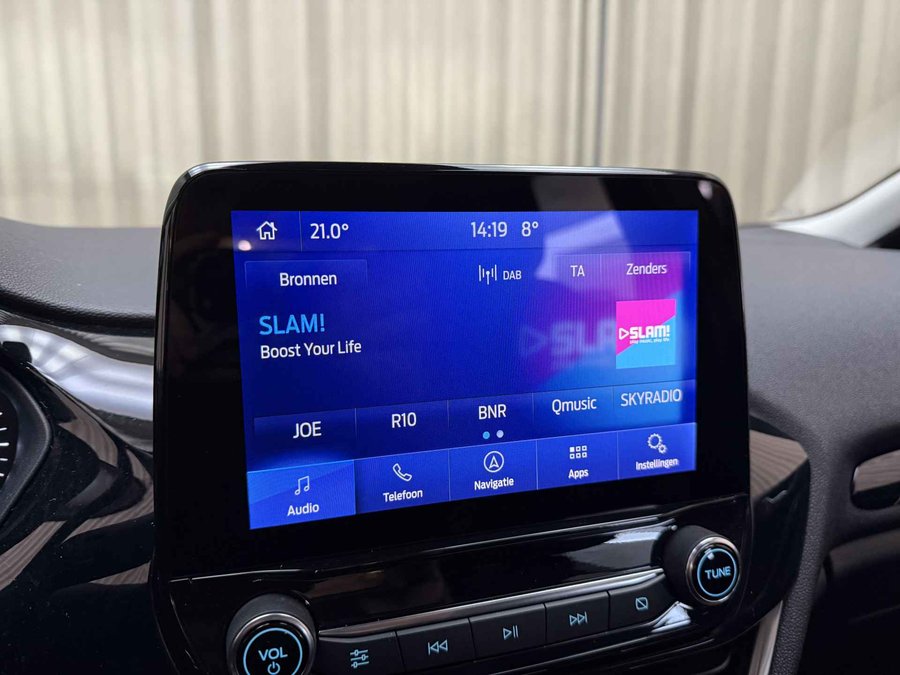 21.0°
14:19 8°
Bronnen
DAB
TA
Zenders
SLAM!
Boost Your Life
SLA
SLAM!
JOE
R10
BNR
Qmusic
SKYRADIO
Audio
Telefoon
Navigatie
Apps
Instellingen
VOL
TUNE